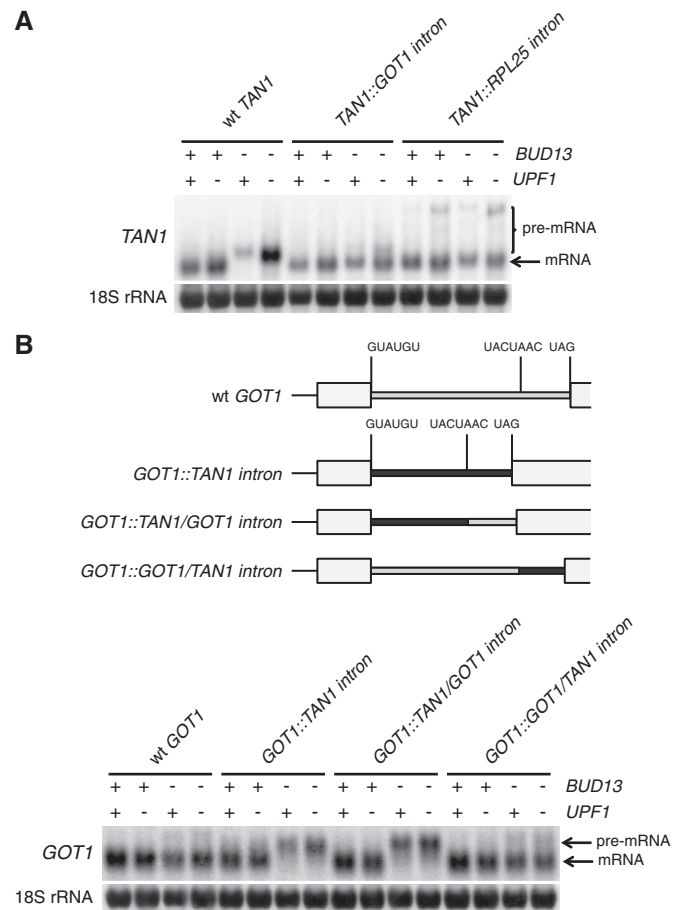 A
wt TAN1 TAN1::GOT1 intron TAN1::RPL25 intron
+ + - - + + - - + + - - BUD13
+ - + - + - + - + - + - UPF1
TAN1
pre-mRNA
mRNA
18S rRNA
B
GUAUGU UACUAAC UAG
wt GOT1
GUAUGU UACUAAC UAG
GOT1::TAN1 intron
GOT1::TAN1/GOT1 intron
GOT1::GOT1/TAN1 intron
wt GOT1 GOT1::TAN1 intron GOT1::TAN1/GOT1 intron GOT1::GOT1/TAN1 intron
+ + - - + + - - + + - - + + - - BUD13
+ - + - + - + - + - + - + - + - UPF1
GOT1
pre-mRNA
mRNA
18S rRNA